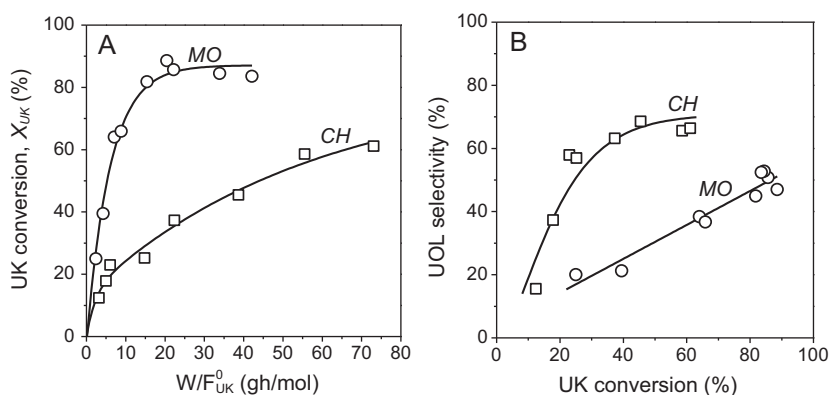 A
MO
CH
UK conversion, X_UK (%)
100
80
60
40
20
0
0 10 20 30 40 50 60 70 80
W/F⁰_UK (gh/mol)
B
CH
MO
UOL selectivity (%)
100
80
60
40
20
0
0 20 40 60 80 100
UK conversion (%)